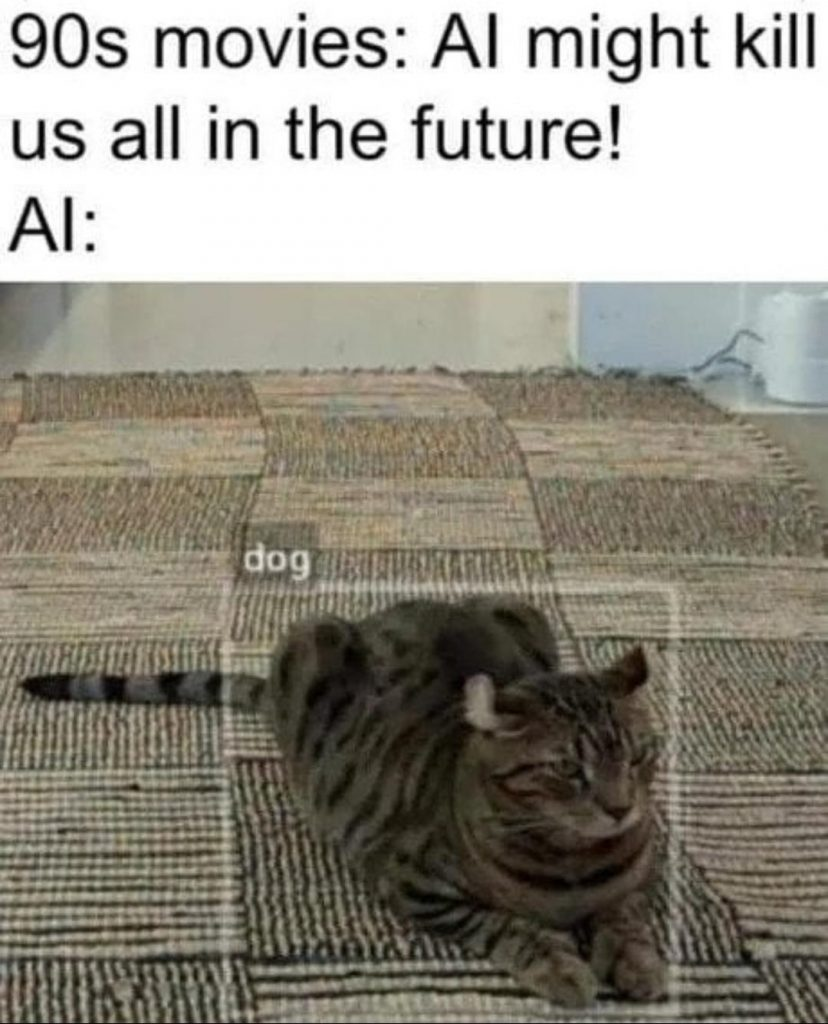 90s movies: AI might kill
us all in the future!
AI:
dog